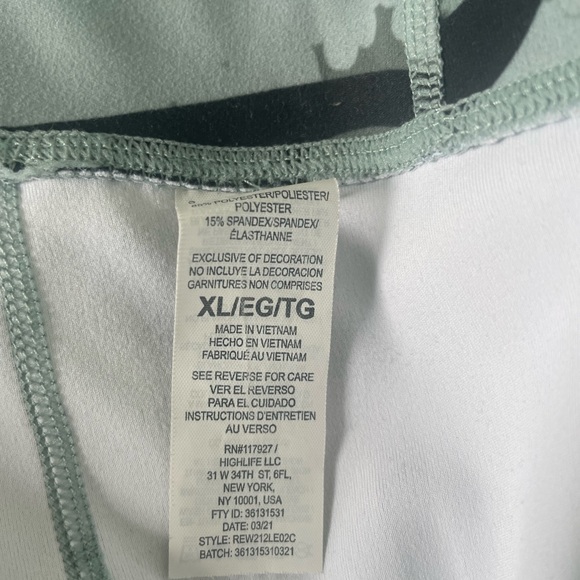 POLYESTER/POLIESTER/
POLYESTER
15% SPANDEX/SPANDEX/
ÉLASTHANNE
EXCLUSIVE OF DECORATION
NO INCLUYE LA DECORACION
GARNITURES NON COMPRISES
XL/EG/TG
MADE IN VIETNAM
HECHO EN VIETNAM
FABRIQUÉ AU VIETNAM
SEE REVERSE FOR CARE
VER EL REVERSO
PARA EL CUIDADO
INSTRUCTIONS D'ENTRETIEN
AU VERSO
RN#117927 /
HIGHLIFE LLC
31 W 34TH ST, 6FL,
NEW YORK,
NY 10001, USA
FTY ID: 36131531
DATE: 03/21
STYLE: REW212LE02C
BATCH: 361315310321